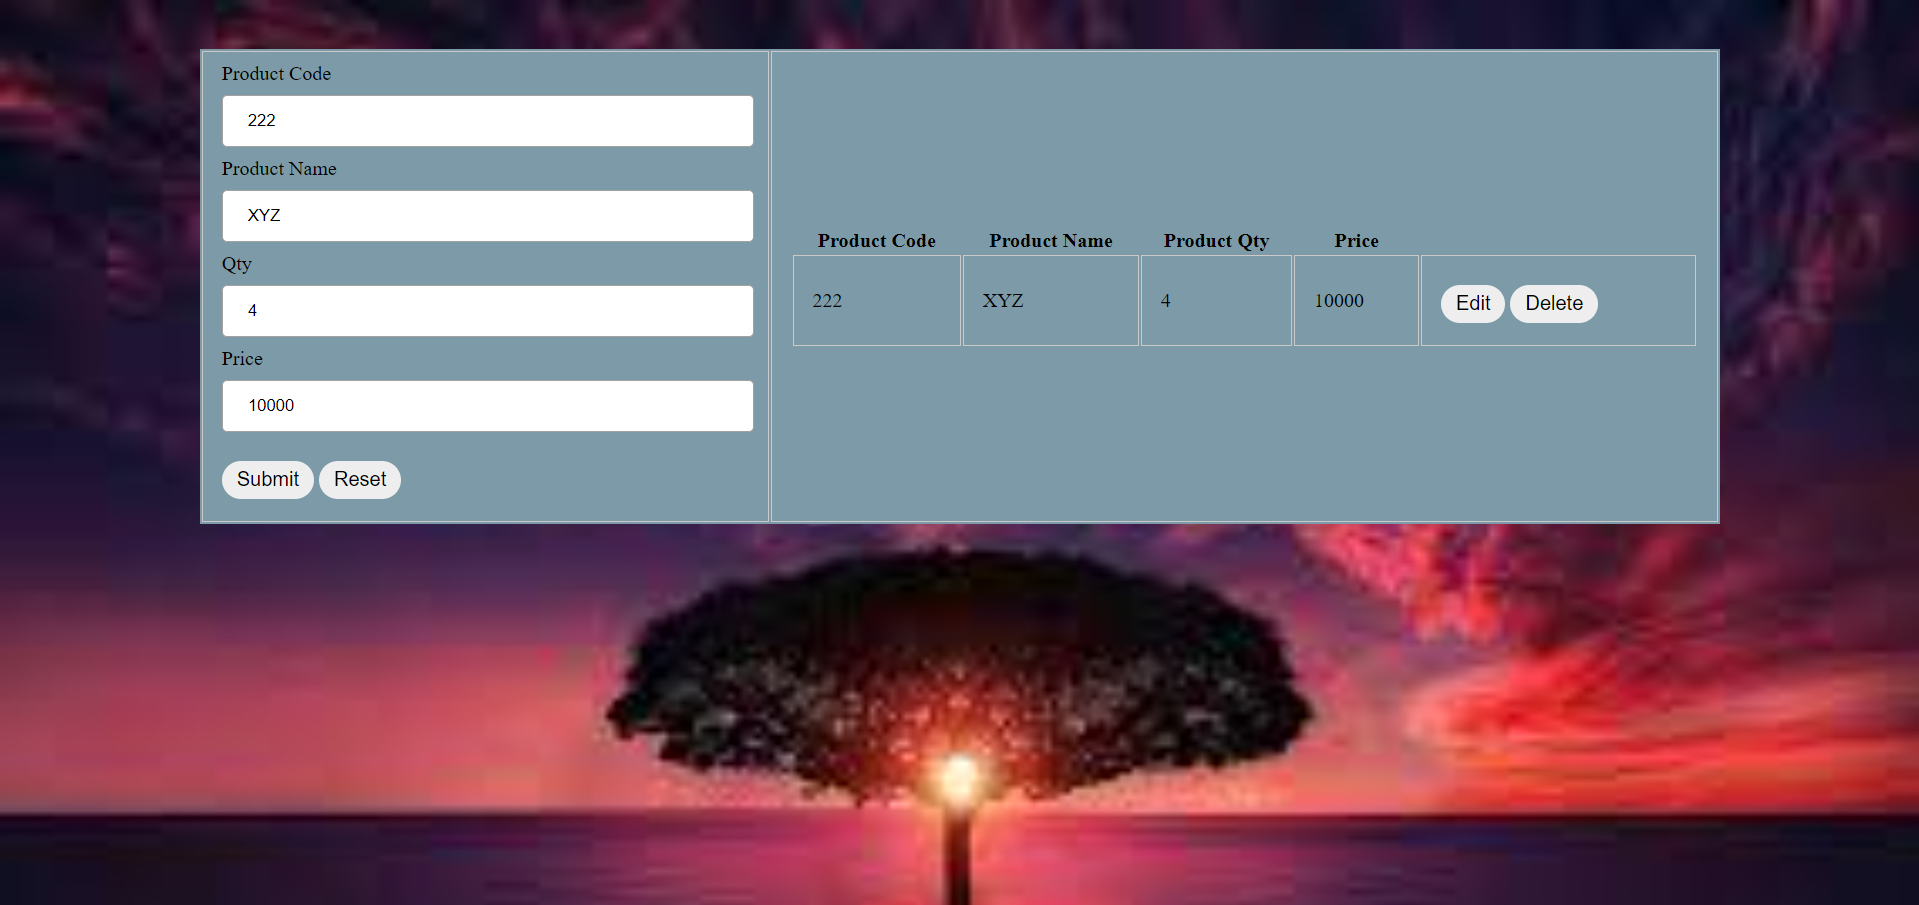 Product Code
222
Product Name
XYZ
Qty
4
Price
10000
Submit Reset
Product Code Product Name Product Qty Price
222 XYZ 4 10000 Edit Delete